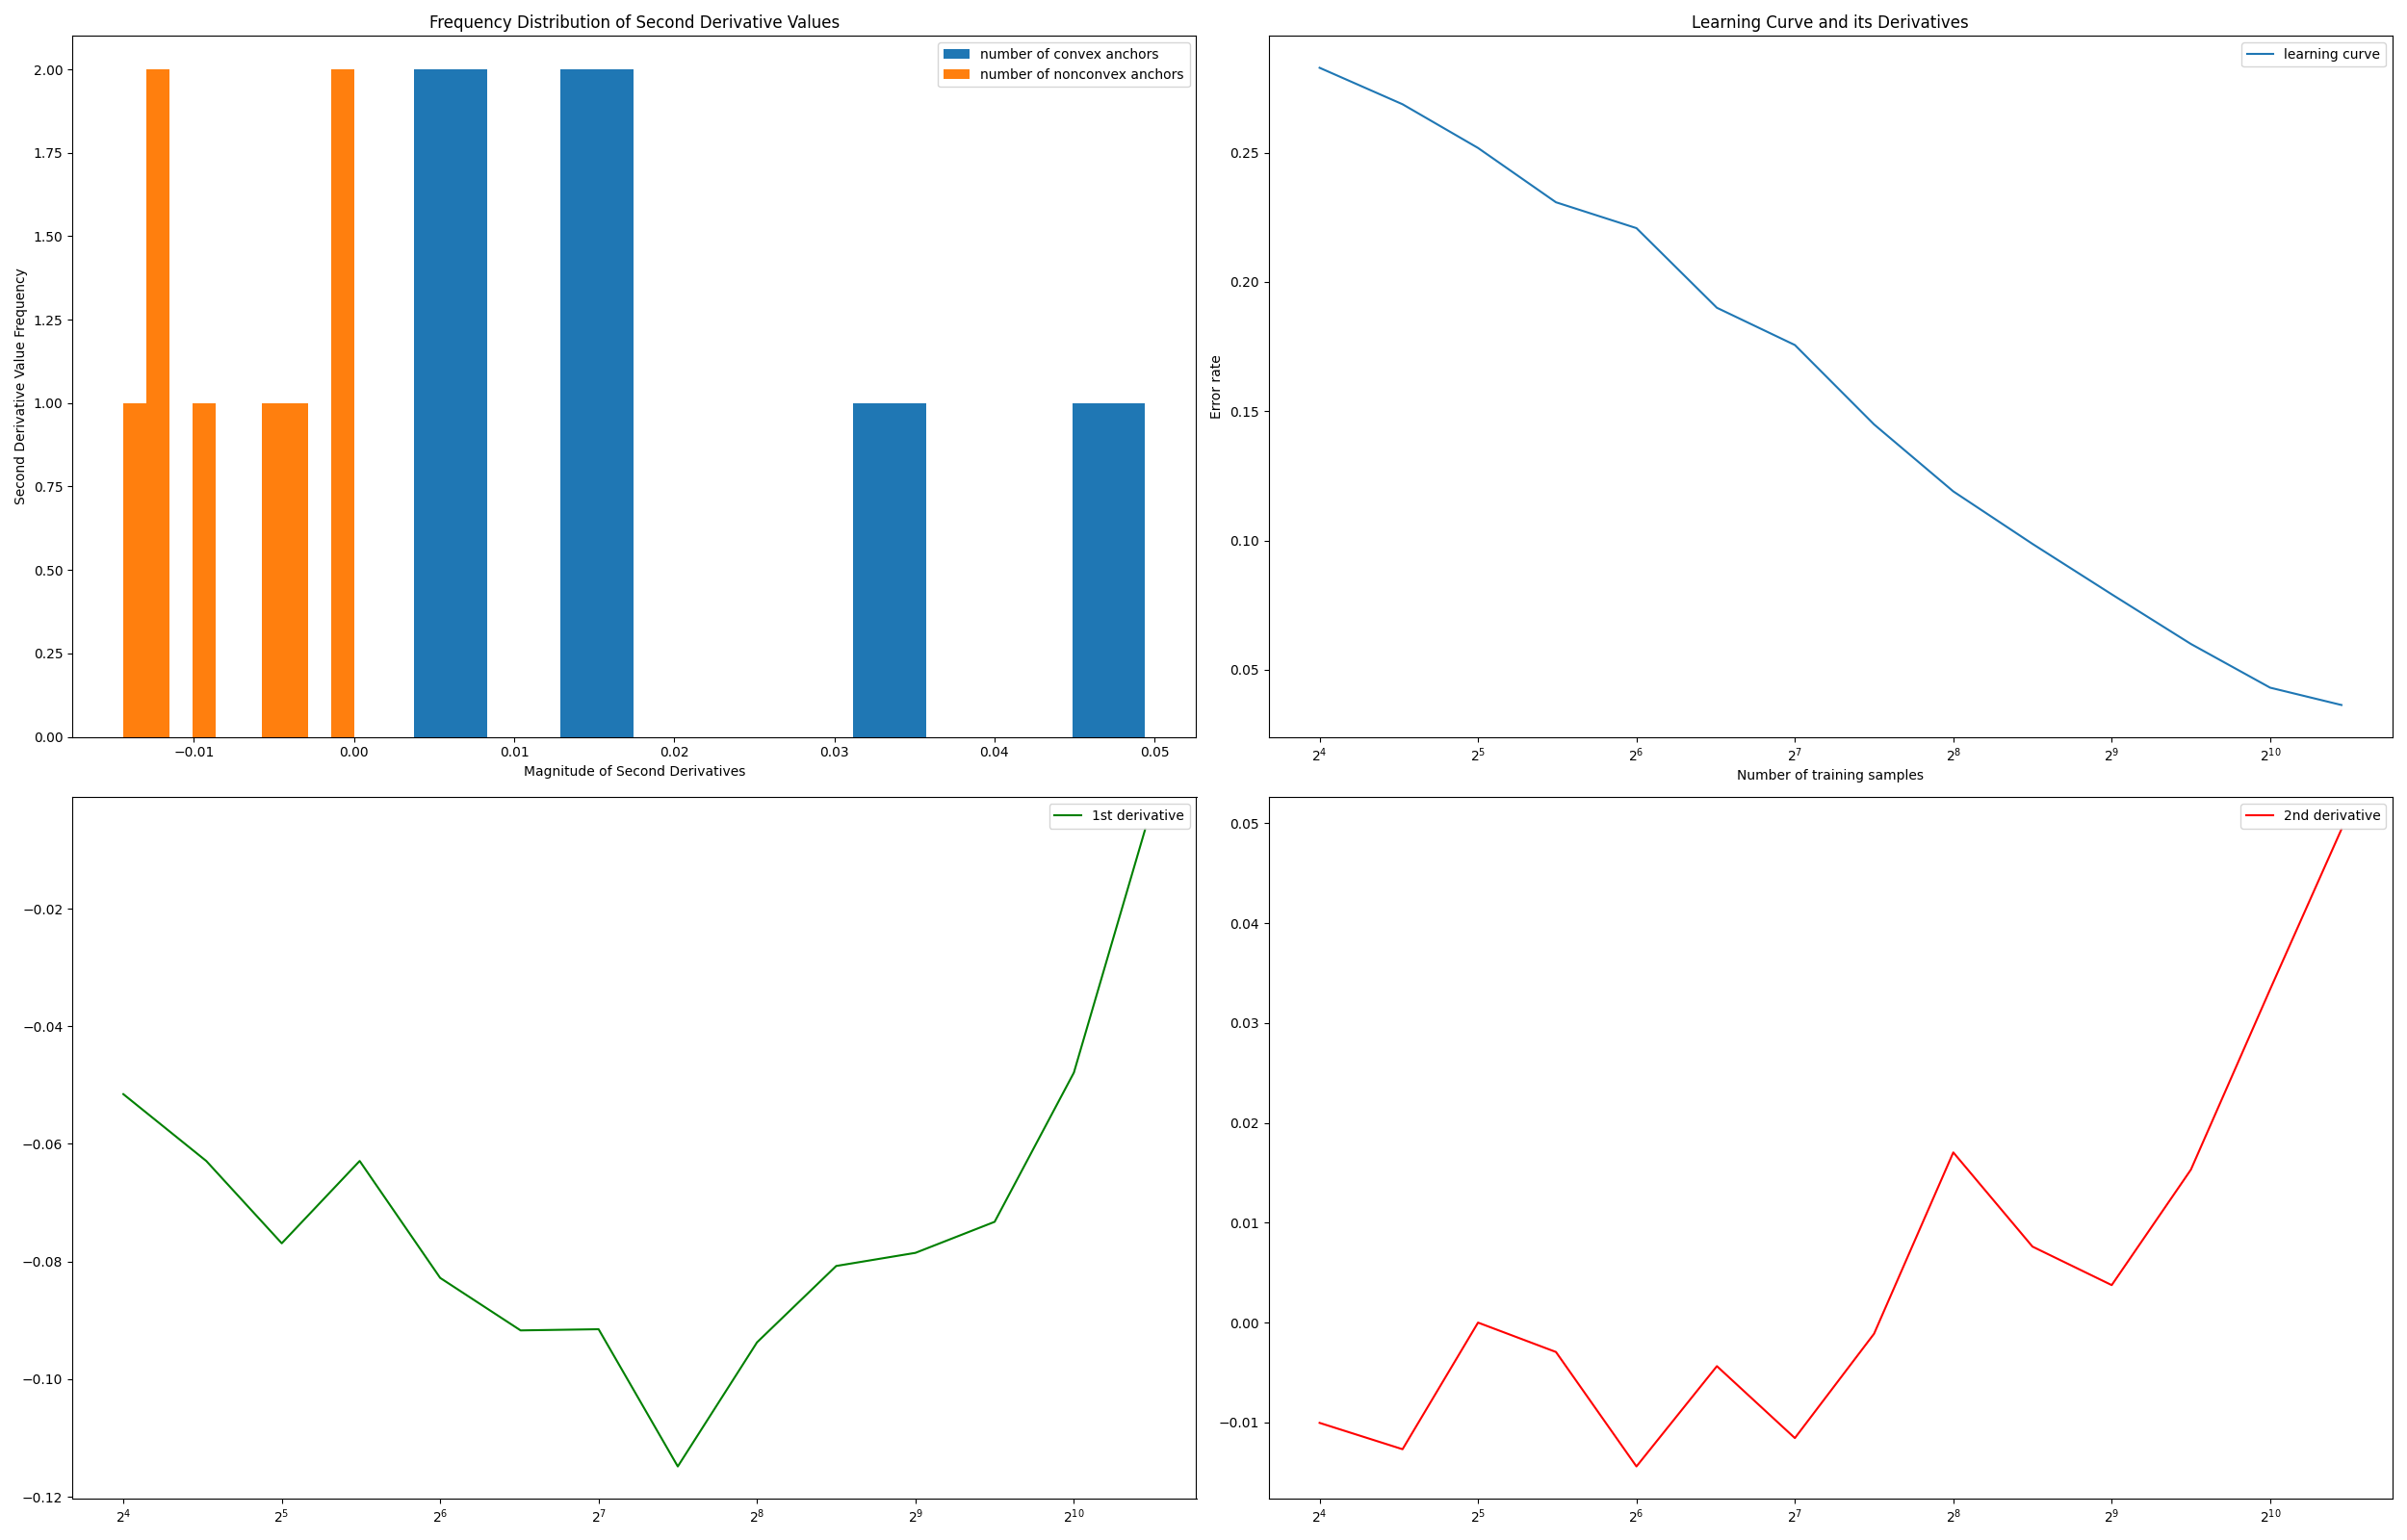 Frequency Distribution of Second Derivative Values
number of convex anchors
number of nonconvex anchors
Second Derivative Value Frequency
2.00
1.75
1.50
1.25
1.00
0.75
0.50
0.25
0.00
−0.01 0.00 0.01 0.02 0.03 0.04 0.05
Magnitude of Second Derivatives
Learning Curve and its Derivatives
learning curve
Error rate
0.25
0.20
0.15
0.10
0.05
2⁴ 2⁵ 2⁶ 2⁷ 2⁸ 2⁹ 2¹⁰
Number of training samples
1st derivative
−0.02
−0.04
−0.06
−0.08
−0.10
−0.12
2⁴ 2⁵ 2⁶ 2⁷ 2⁸ 2⁹ 2¹⁰
2nd derivative
0.05
0.04
0.03
0.02
0.01
0.00
−0.01
2⁴ 2⁵ 2⁶ 2⁷ 2⁸ 2⁹ 2¹⁰